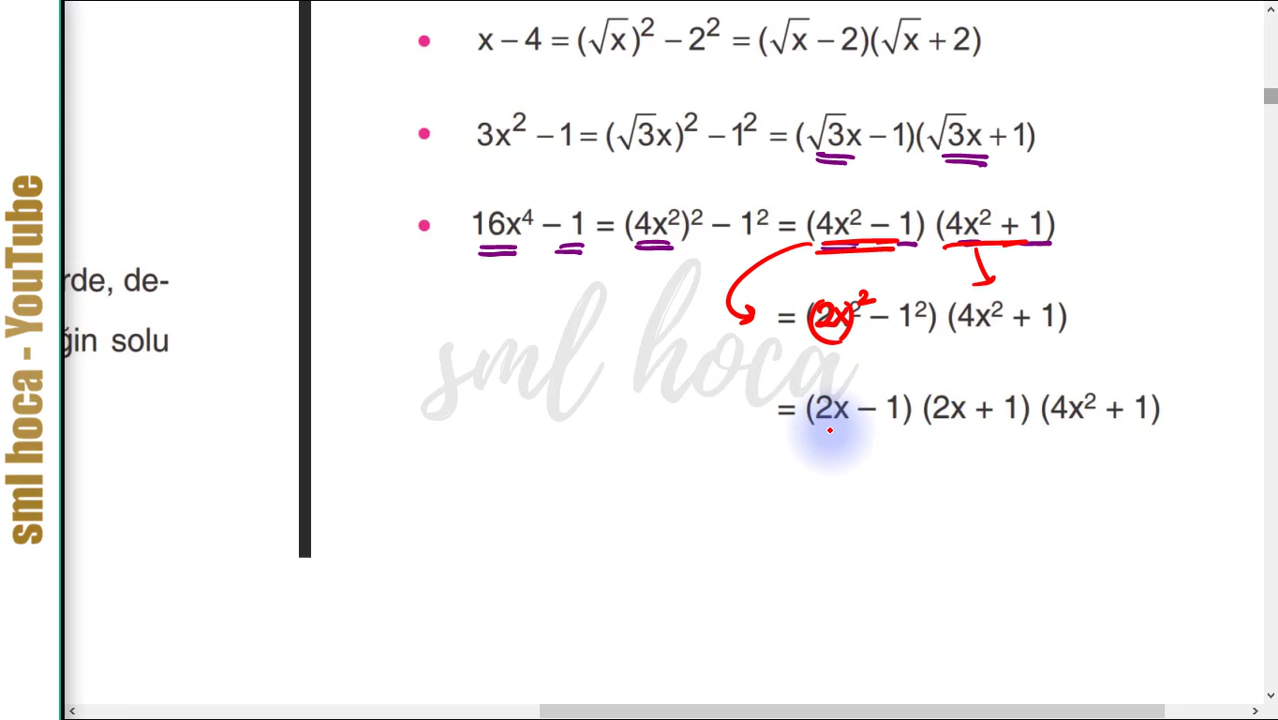 sml hoca - YouTube
rde, de-
ğin solu
x – 4 = (√x)² – 2² = (√x – 2)(√x + 2)
3x² – 1 = (√3x)² – 1² = (√3x – 1)(√3x + 1)
16x⁴ – 1 = (4x²)² – 1² = (4x² – 1) (4x² + 1)
= (2x)² – 1²) (4x² + 1)
= (2x – 1) (2x + 1) (4x² + 1)
sml hoca